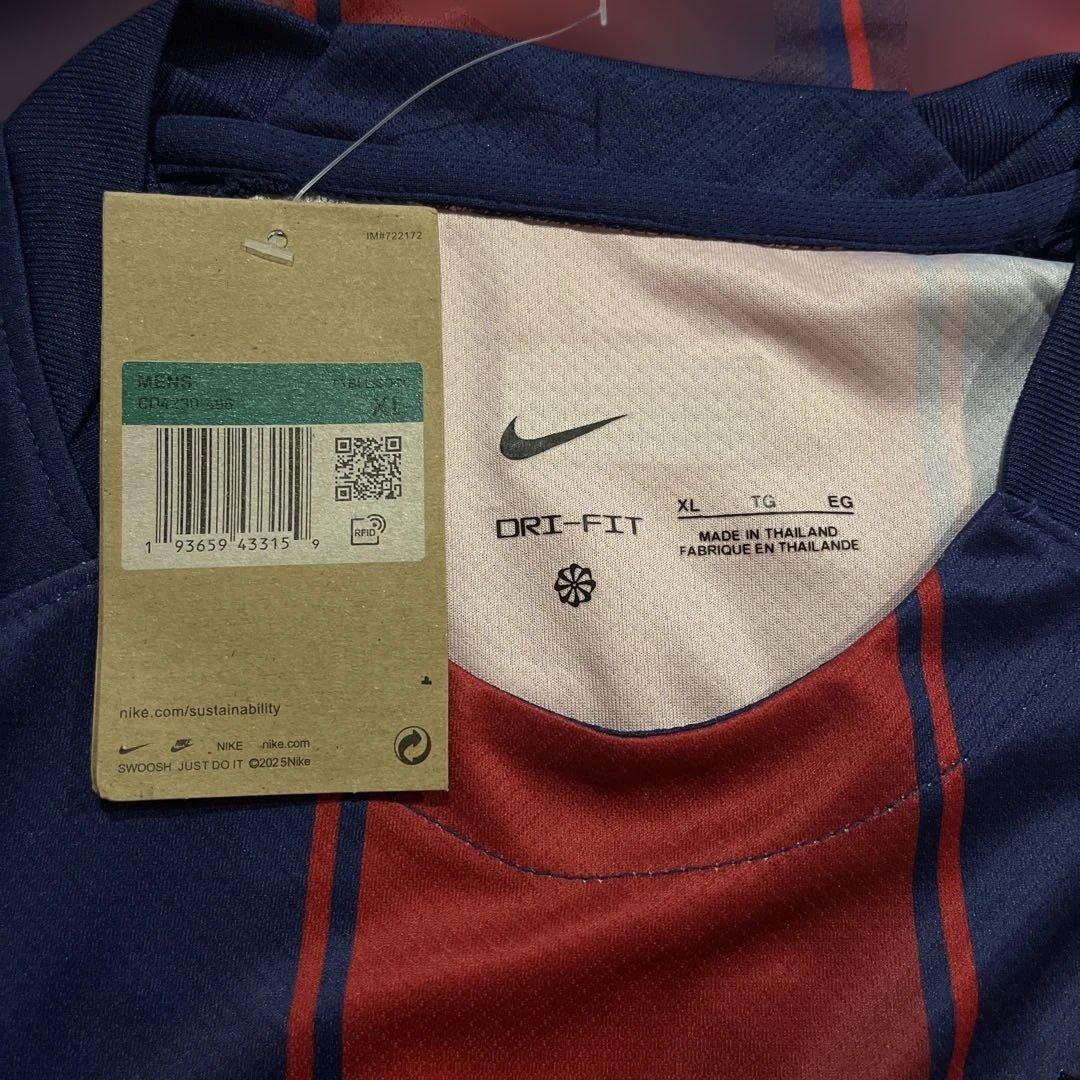 IM#722172
MENS
XL
1 93659 43315 9
RFID
nike.com/sustainability
NIKE nike.com
SWOOSH JUST DO IT ©2025Nike
DRI-FIT
XL TG EG
MADE IN THAILAND
FABRIQUE EN THAILANDE